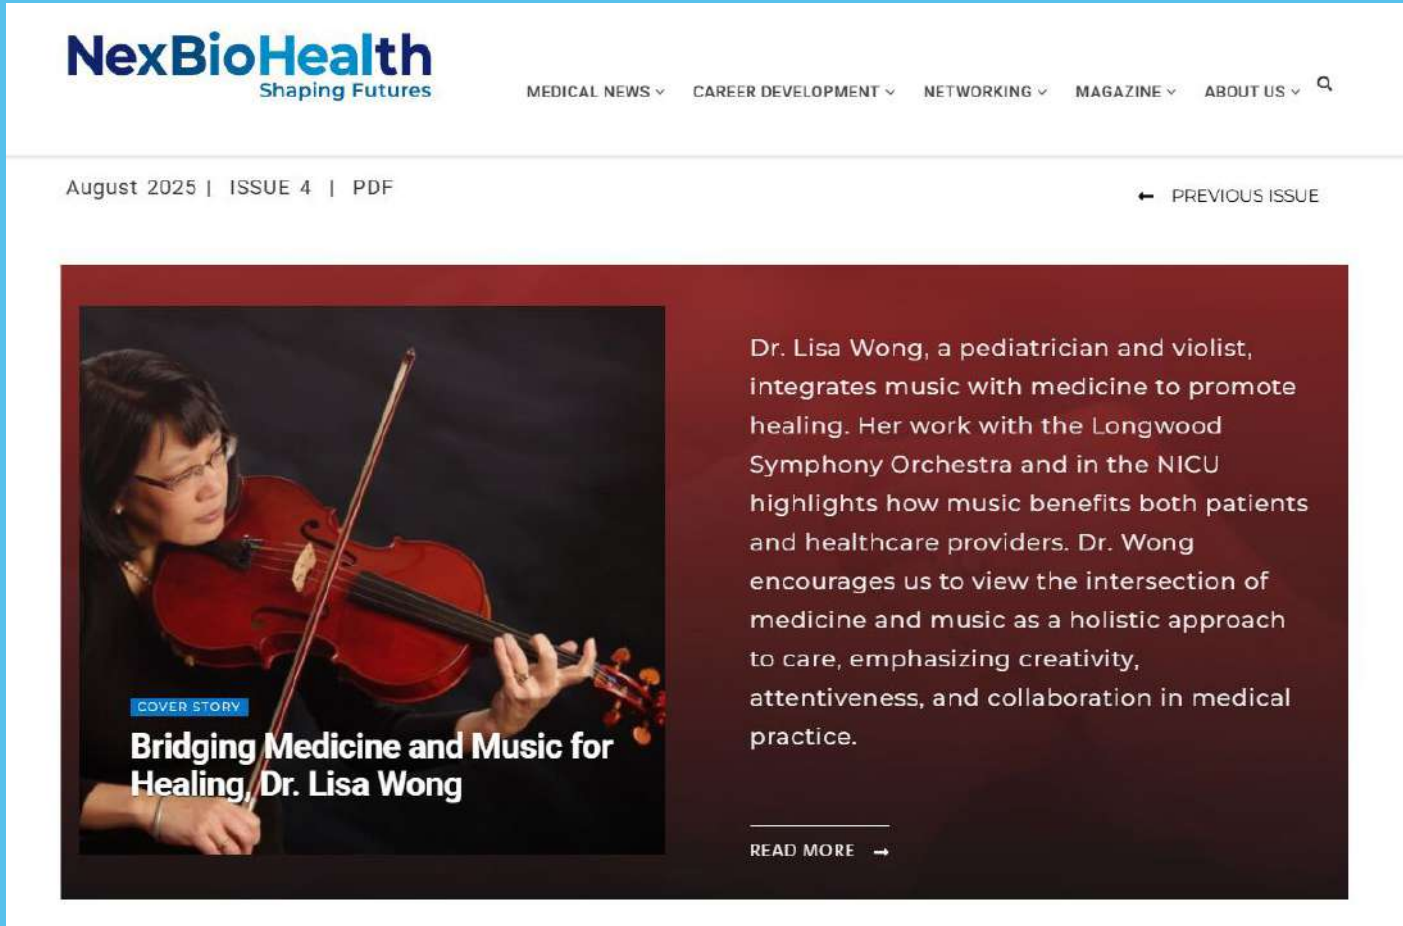 NexBioHealth
Shaping Futures
MEDICAL NEWS
CAREER DEVELOPMENT
NETWORKING
MAGAZINE
ABOUT US
August 2025 | ISSUE 4 | PDF
PREVIOUS ISSUE
COVER STORY
Bridging Medicine and Music for
Healing, Dr. Lisa Wong
Dr. Lisa Wong, a pediatrician and violist,
integrates music with medicine to promote
healing. Her work with the Longwood
Symphony Orchestra and in the NICU
highlights how music benefits both patients
and healthcare providers. Dr. Wong
encourages us to view the intersection of
medicine and music as a holistic approach
to care, emphasizing creativity,
attentiveness, and collaboration in medical
practice.
READ MORE